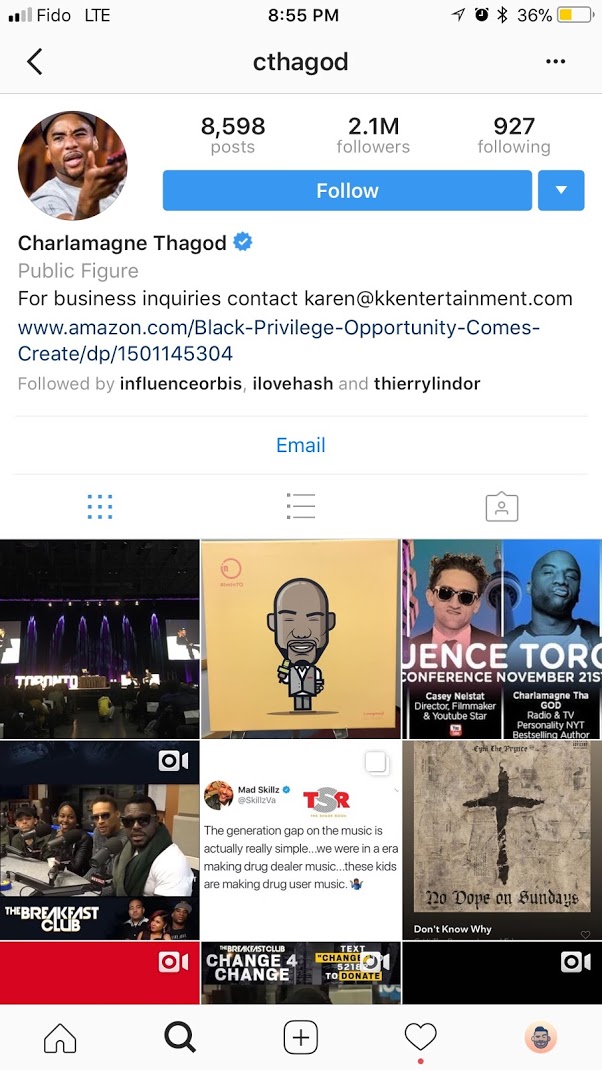 Fido LTE 8:55 PM 36%
cthagod
8,598 2.1M 927
posts followers following
Follow
Charlamagne Thagod
Public Figure
For business inquiries contact karen@kkentertainment.com
www.amazon.com/Black-Privilege-Opportunity-Comes-
Create/dp/1501145304
Followed by influenceorbis, ilovehash and thierrylindor
Email
TORONTO
UENCE TORO
CONFERENCE NOVEMBER 21ST
Casey Neistat
Director, Filmmaker
& Youtube Star
Charlamagne Tha
GOD
Radio & TV
Personality NYT
Bestselling Author
THE BREAKFAST
CLUB
Mad Skillz
@SkillzVa
TSR
THE SHADE ROOM
The generation gap on the music is
actually really simple...we were in a era
making drug dealer music...these kids
are making drug user music.
CyHi The Prynce
No Dope on Sundays
Don't Know Why
THE BREAKFAST CLUB
CHANGE 4
CHANGE
TEXT
"CHANGE
TO DONATE